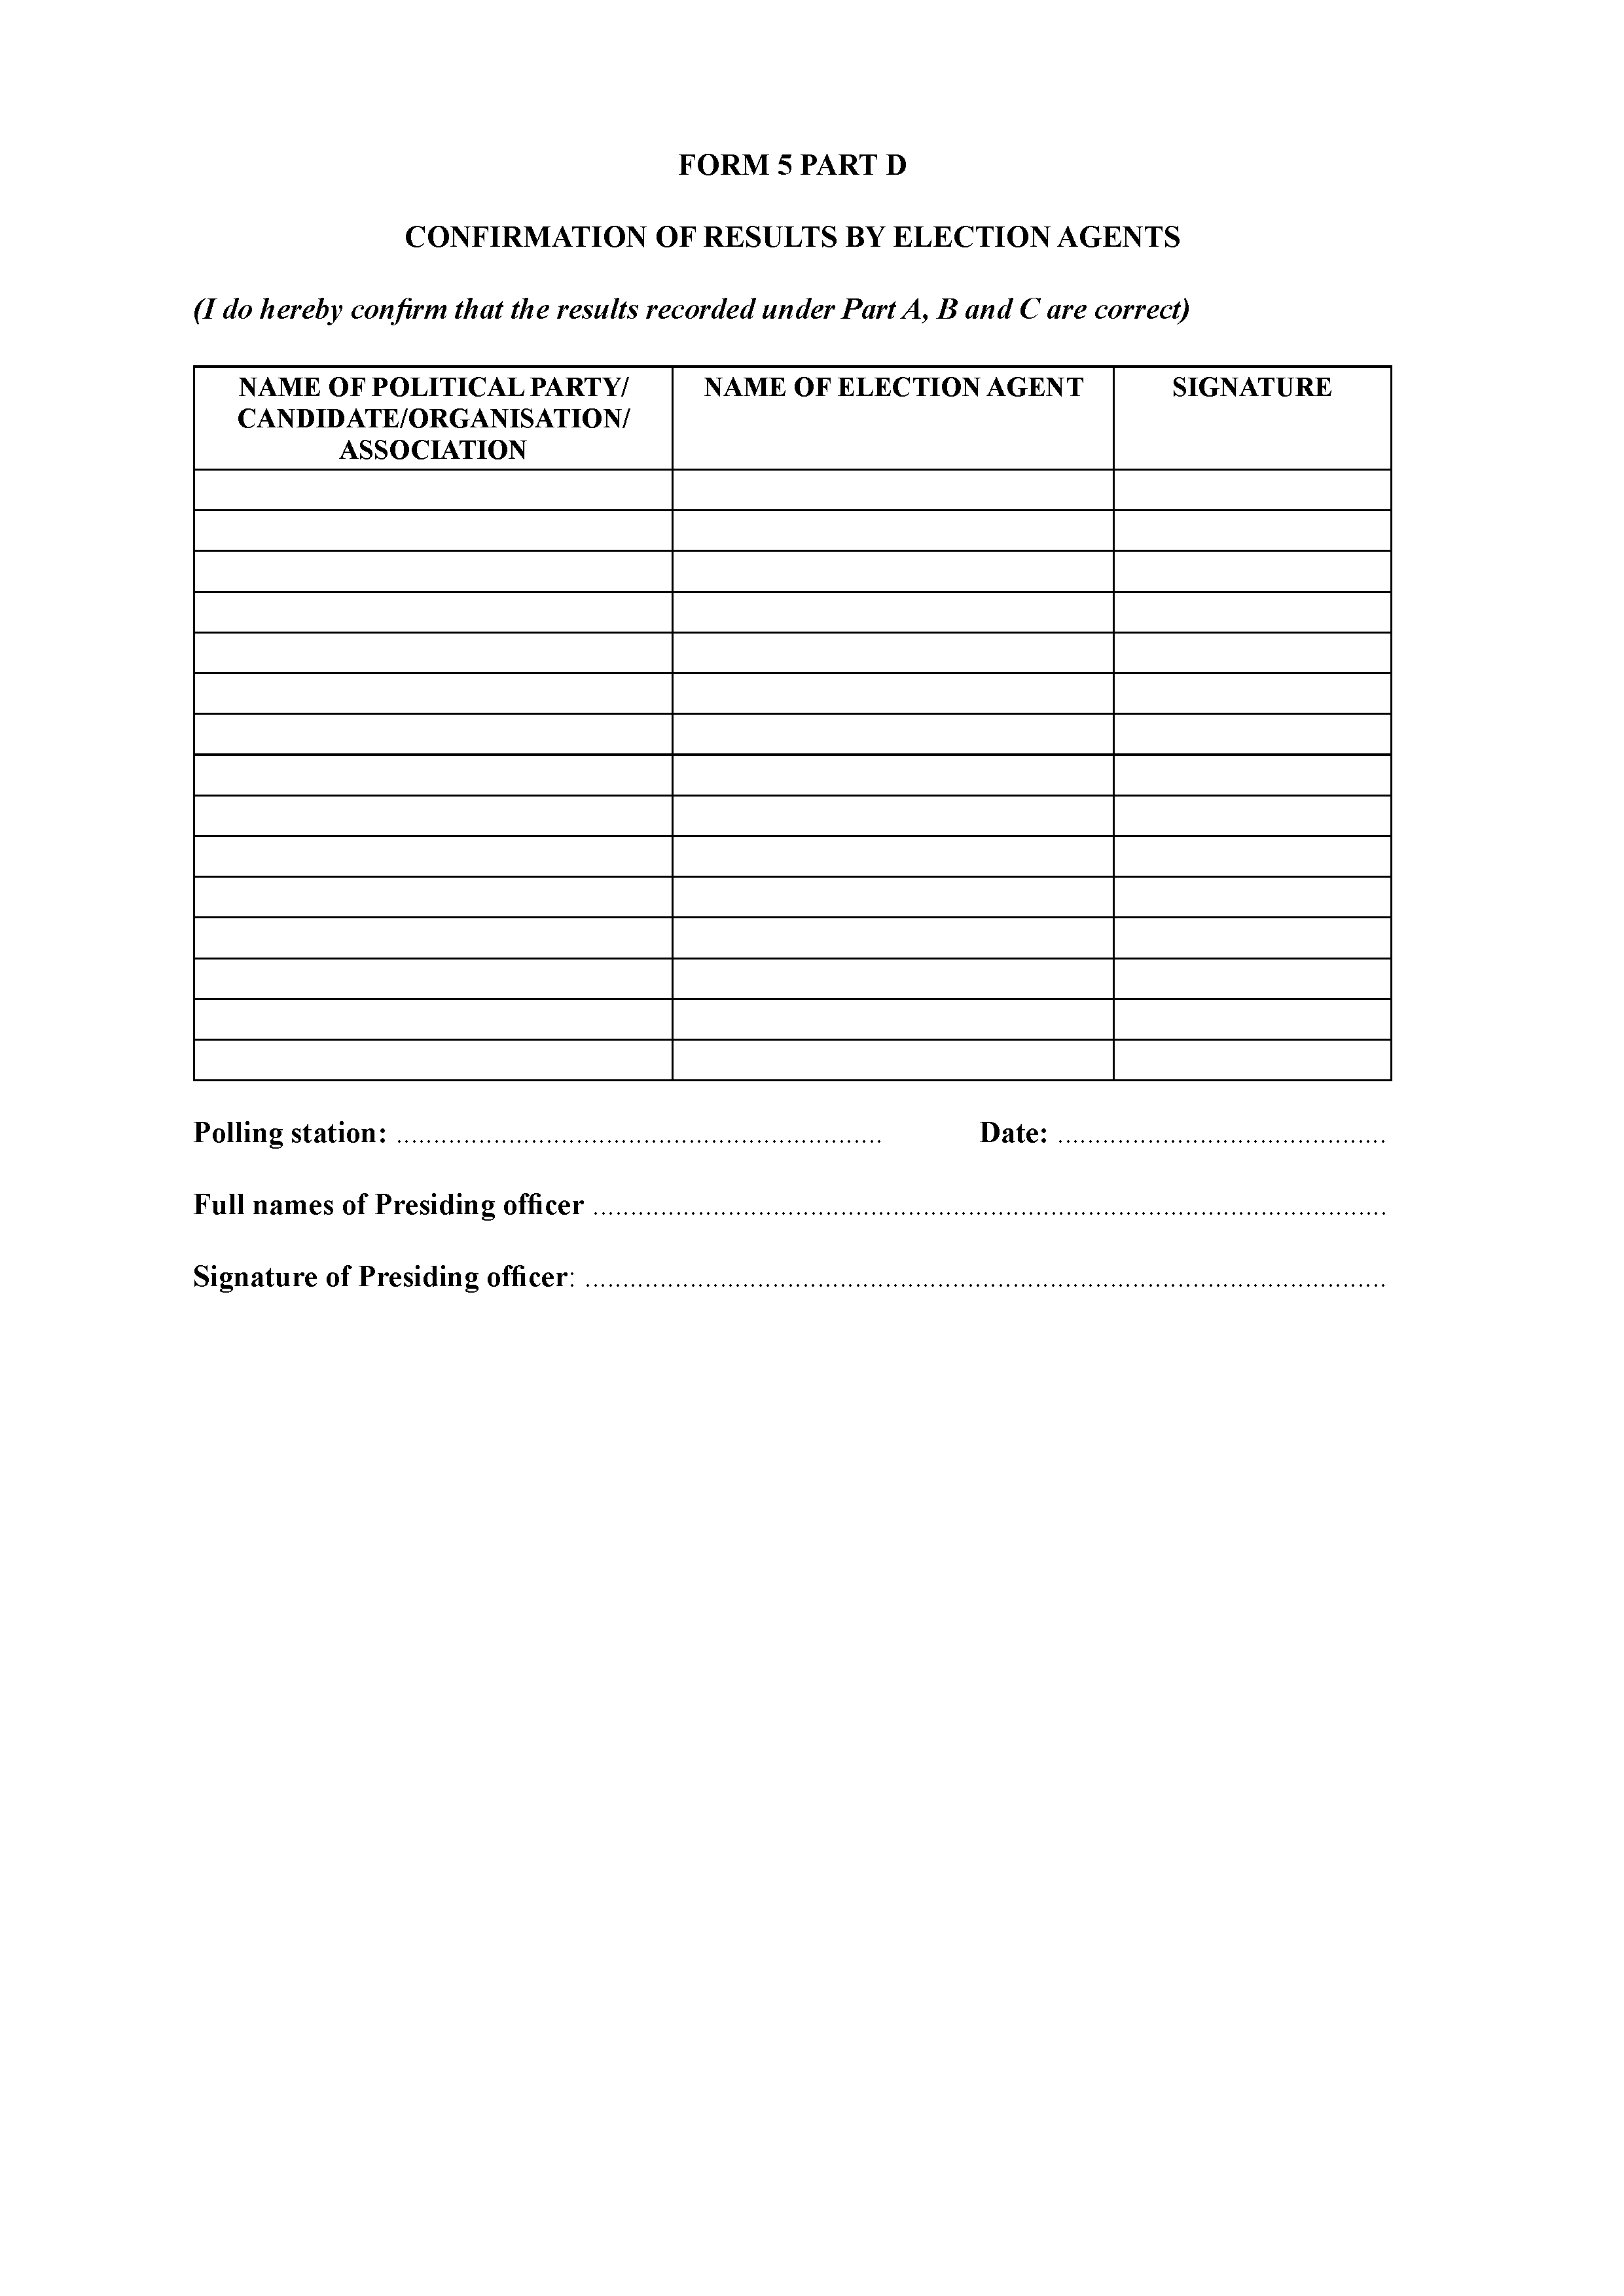 FORM 5 PART D
CONFIRMATION OF RESULTS BY ELECTION AGENTS
(I do hereby confirm that the results recorded under Part A, B and C are correct)
NAME OF POLITICAL PARTY/
CANDIDATE/ORGANISATION/
ASSOCIATION
NAME OF ELECTION AGENT
SIGNATURE
Polling station: ................................................................. Date: ............................................
Full names of Presiding officer ..........................................................................................................
Signature of Presiding officer: ...........................................................................................................